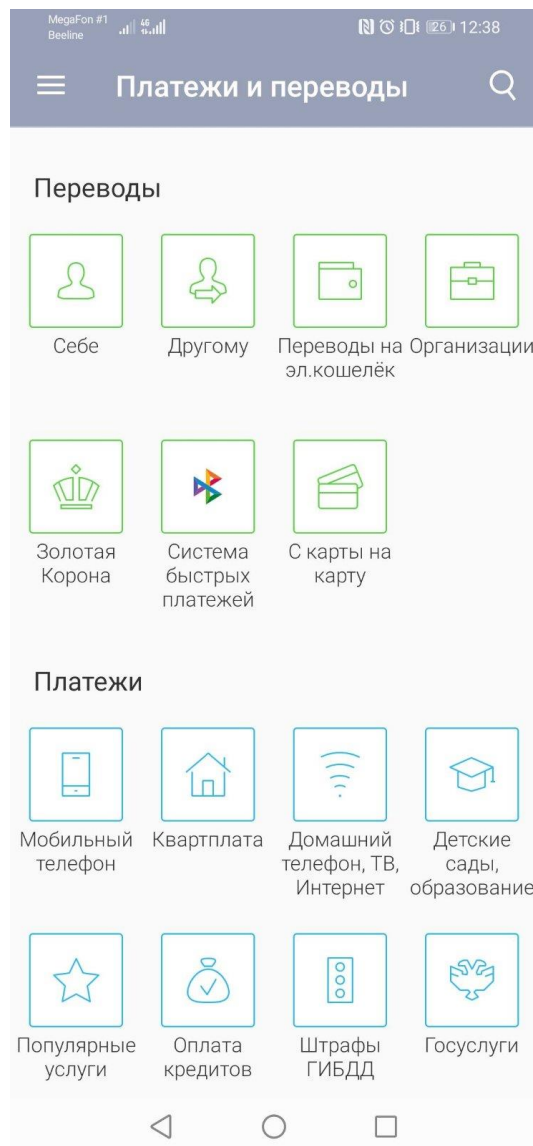 MegaFon #1
Beeline
46
26
12:38
Платежи и переводы
Переводы
Себе
Другому
Переводы на
эл.кошелёк
Организации
Золотая
Корона
Система
быстрых
платежей
С карты на
карту
Платежи
Мобильный
телефон
Квартплата
Домашний
телефон, ТВ,
Интернет
Детские
сады,
образование
Популярные
услуги
Оплата
кредитов
Штрафы
ГИБДД
Госуслуги